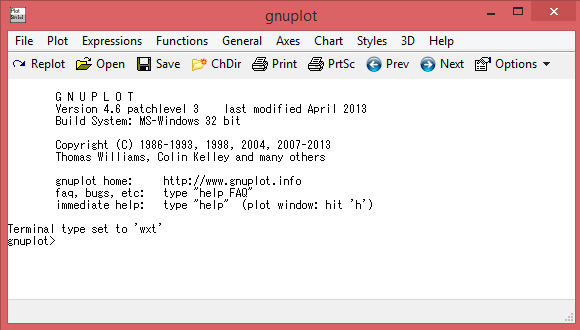 gnuplot
File Plot Expressions Functions General Axes Chart Styles 3D Help
Replot Open Save ChDir Print PrtSc Prev Next Options
G N U P L O T
Version 4.6 patchlevel 3    last modified April 2013
Build System: MS-Windows 32 bit
Copyright (C) 1986-1993, 1998, 2004, 2007-2013
Thomas Williams, Colin Kelley and many others
gnuplot home:     http://www.gnuplot.info
faq, bugs, etc:   type "help FAQ"
immediate help:   type "help"  (plot window: hit 'h')
Terminal type set to 'wxt'
gnuplot>